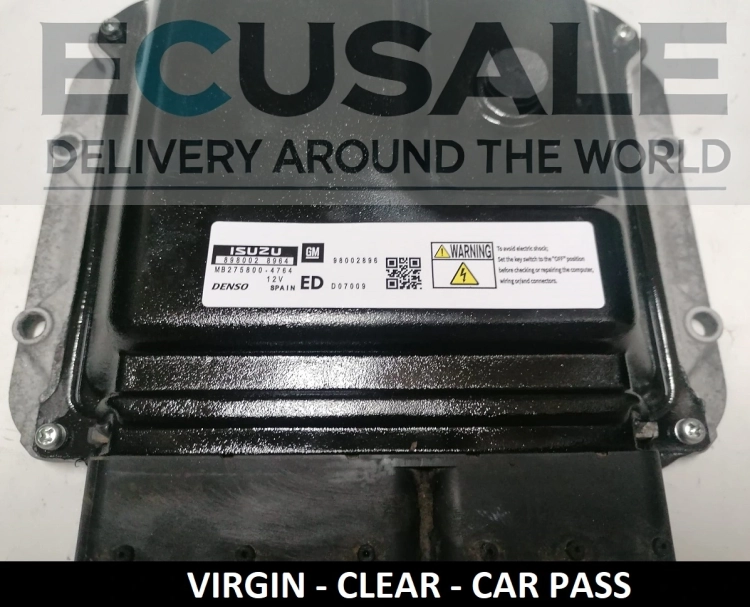 ECUSALE
DELIVERY AROUND THE WORLD
ISUZU
GM
898002 8964
98002896
MB275800-4764
12V
DENSO
SPAIN
ED
D07009
WARNING
To avoid electric shock;
Set the key switch to the "OFF" position
before checking or repairing the computer,
wiring or/and connectors.
VIRGIN - CLEAR - CAR PASS